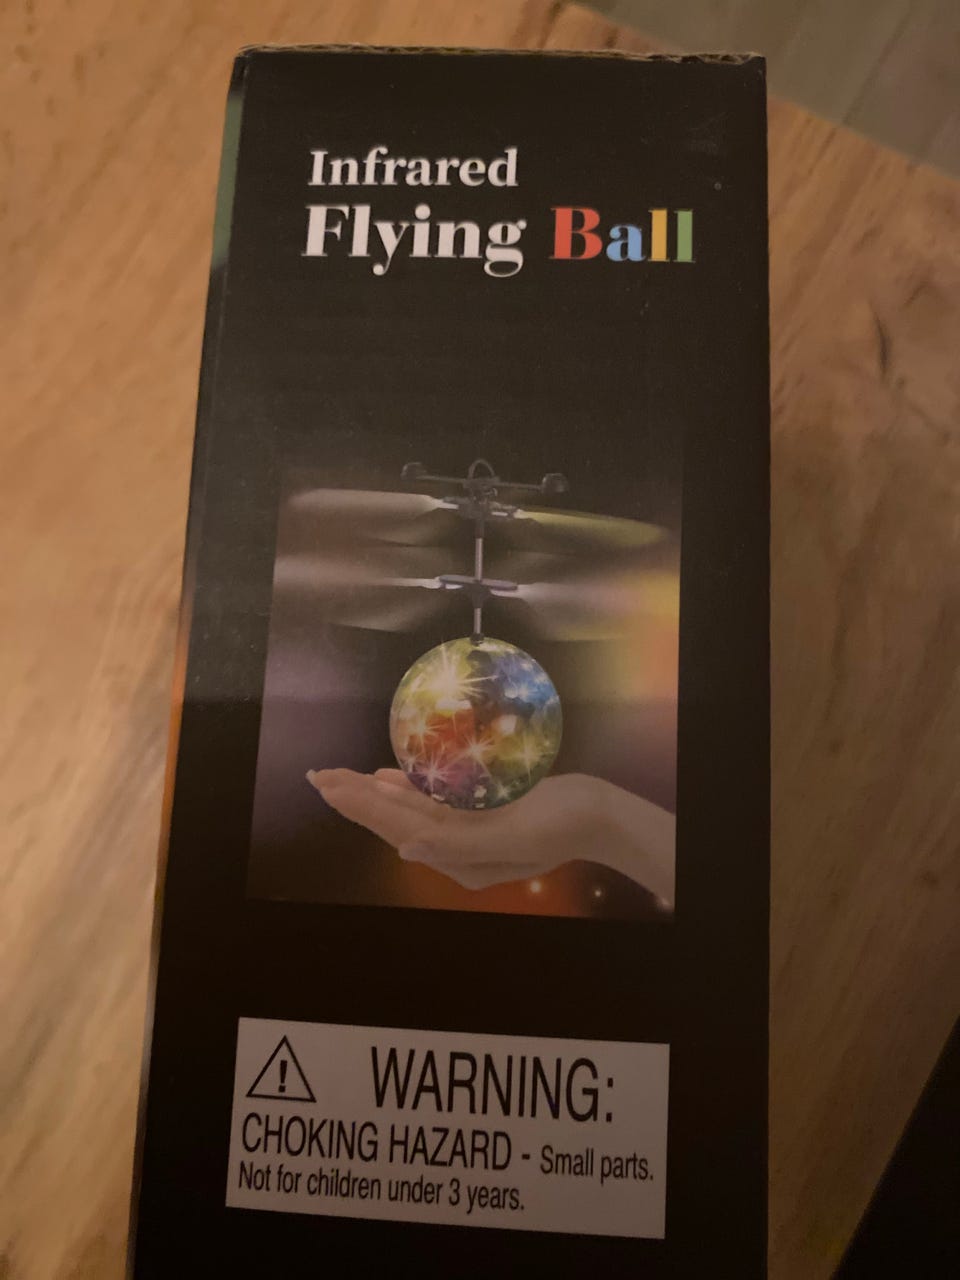 Infrared
Flying Ball
WARNING:
CHOKING HAZARD - Small parts.
Not for children under 3 years.